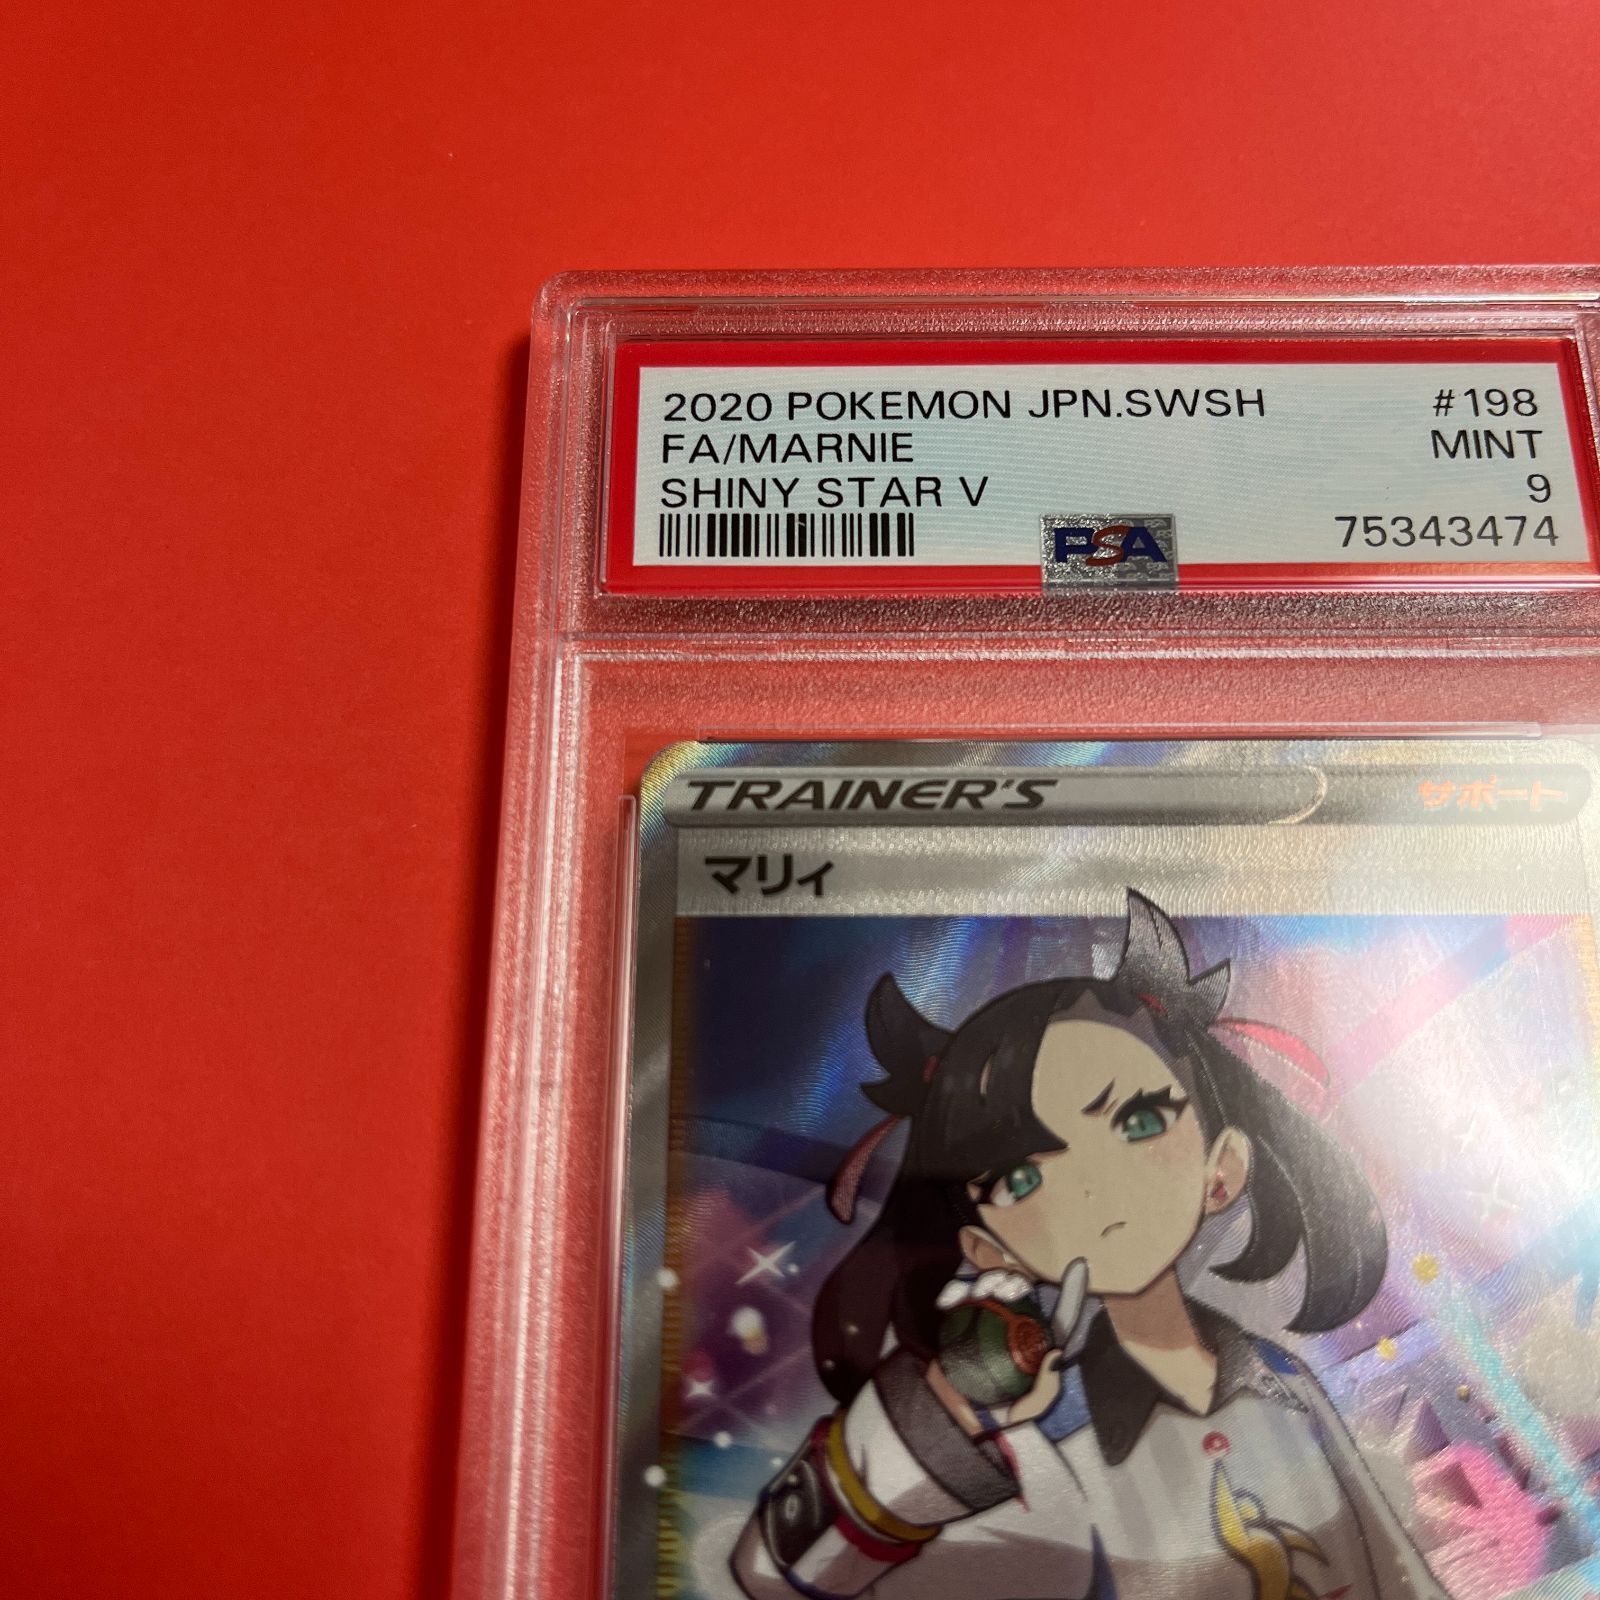 2020 POKEMON JPN.SWSH #198
FA/MARNIE MINT
SHINY STAR V 9
PSA 75343474
TRAINER'S サポート
マリィ